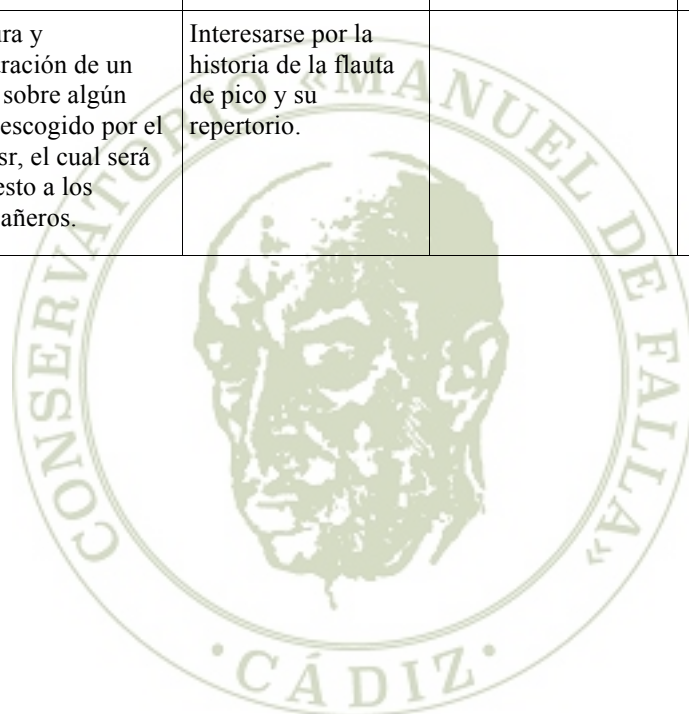 ura y
ración de un
sobre algún
escogido por el
sr, el cual será
esto a los
añeros.
Interesarse por la
historia de la flauta
de pico y su
repertorio.
CONSERVATORIO «MANUEL DE FALLA»
·CÁDIZ·